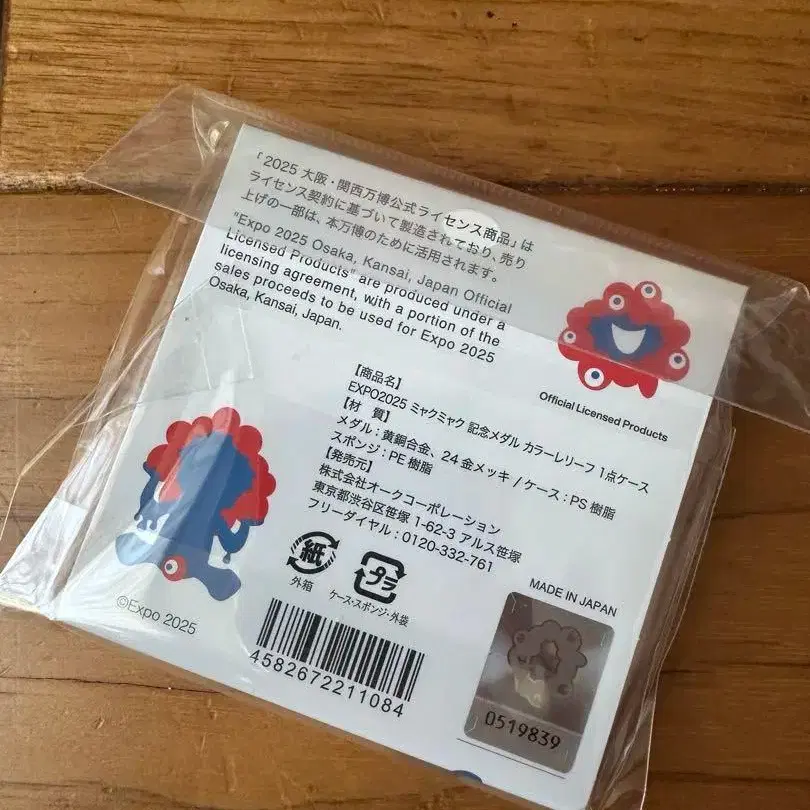 「2025 大阪・関西万博公式ライセンス商品」は
ライセンス契約に基づいて製造されており、売り
上げの一部は、本万博のために活用されます。
"Expo 2025 Osaka, Kansai, Japan Official
Licensed Products" are produced under a
licensing agreement, with a portion of the
sales proceeds to be used for Expo 2025
Osaka, Kansai, Japan.
Official Licensed Products
【商品名】
EXPO2025 ミャクミャク 記念メダル カラーレリーフ 1点ケース
【材 質】
メダル：黄銅合金、24金メッキ / ケース：PS樹脂
スポンジ：PE樹脂
【発売元】
株式会社オークコーポレーション
東京都渋谷区笹塚 1-62-3 アルス笹塚
フリーダイヤル：0120-332-761
紙
外箱
プラ
ケース・スポンジ・外袋
MADE IN JAPAN
©Expo 2025
4582672211084
0519839